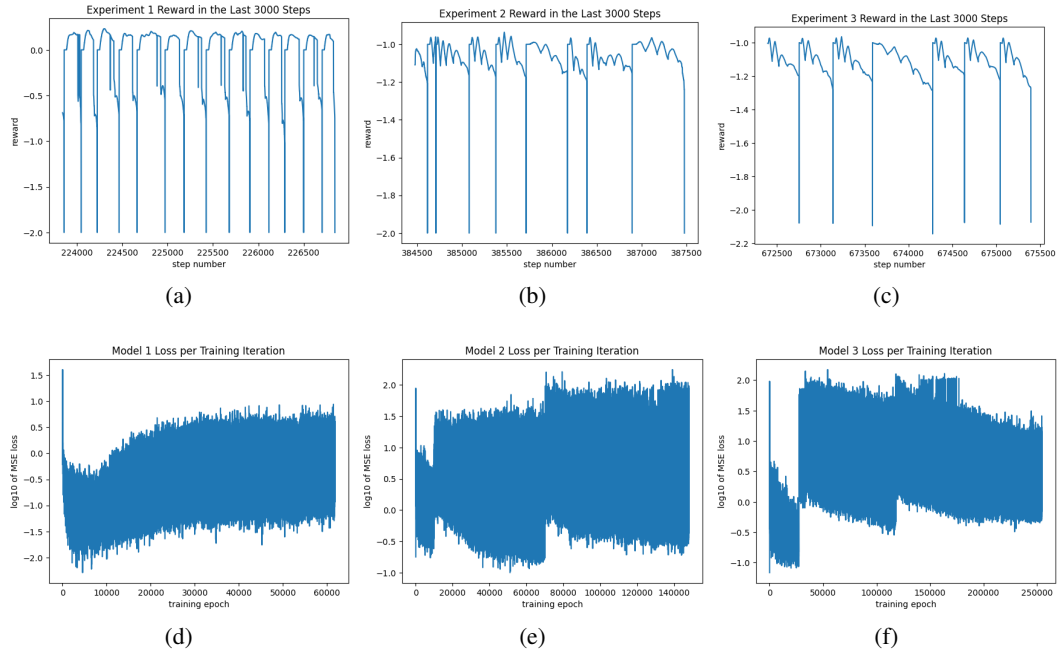 Experiment 1 Reward in the Last 3000 Steps
0.0
−0.5
−1.0
−1.5
−2.0
reward
224000 224500 225000 225500 226000 226500
step number
(a)
Experiment 2 Reward in the Last 3000 Steps
−1.0
−1.2
−1.4
−1.6
−1.8
−2.0
reward
384500 385000 385500 386000 386500 387000 387500
step number
(b)
Experiment 3 Reward in the Last 3000 Steps
−1.0
−1.2
−1.4
−1.6
−1.8
−2.0
−2.2
reward
672500 673000 673500 674000 674500 675000 675500
step number
(c)
Model 1 Loss per Training Iteration
1.5
1.0
0.5
0.0
−0.5
−1.0
−1.5
−2.0
log10 of MSE loss
0 10000 20000 30000 40000 50000 60000
training epoch
(d)
Model 2 Loss per Training Iteration
2.0
1.5
1.0
0.5
0.0
−0.5
−1.0
log10 of MSE loss
0 20000 40000 60000 80000 100000 120000 140000
training epoch
(e)
Model 3 Loss per Training Iteration
2.0
1.5
1.0
0.5
0.0
−0.5
−1.0
log10 of MSE loss
0 50000 100000 150000 200000 250000
training epoch
(f)